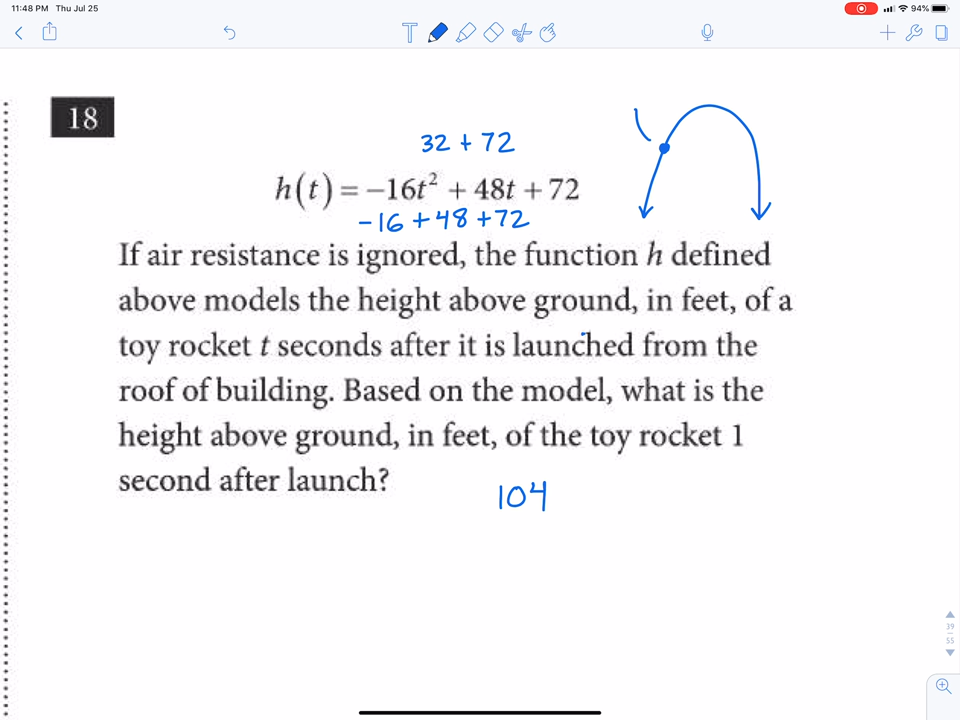 11:48 PM Thu Jul 25
94%
T
18
32 + 72
h(t) = −16t² + 48t + 72
−16 + 48 + 72
If air resistance is ignored, the function h defined
above models the height above ground, in feet, of a
toy rocket t seconds after it is launched from the
roof of building. Based on the model, what is the
height above ground, in feet, of the toy rocket 1
second after launch?
104
39
55